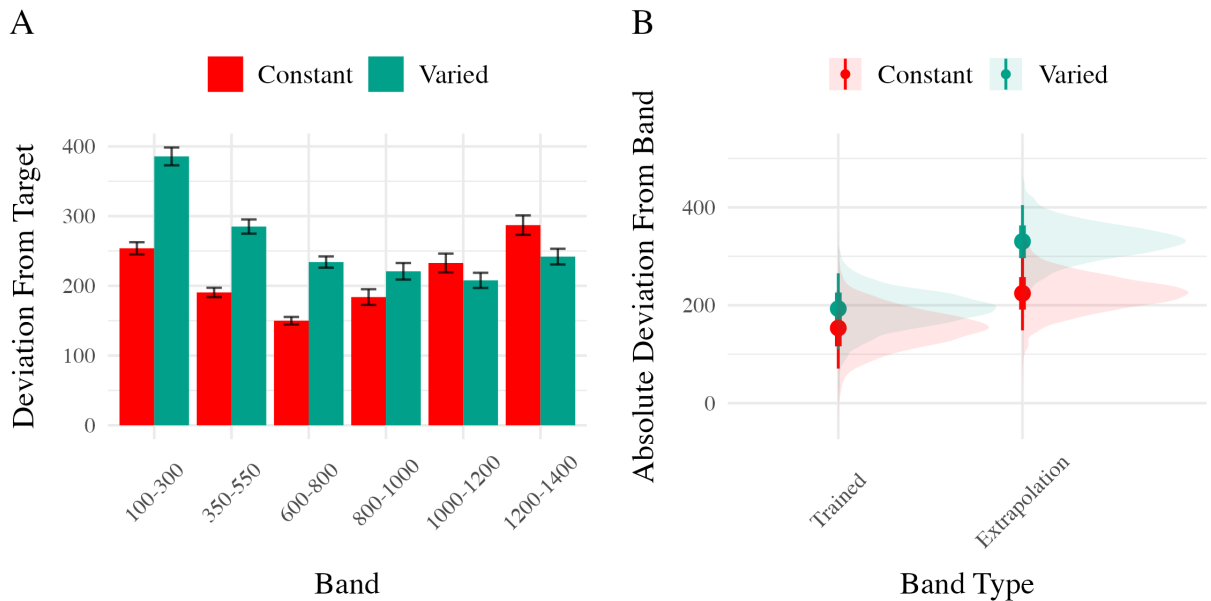 A
Constant Varied
Deviation From Target
400
300
200
100
0
100-300
350-550
600-800
800-1000
1000-1200
1200-1400
Band
B
Constant Varied
Absolute Deviation From Band
400
200
0
Trained
Extrapolation
Band Type